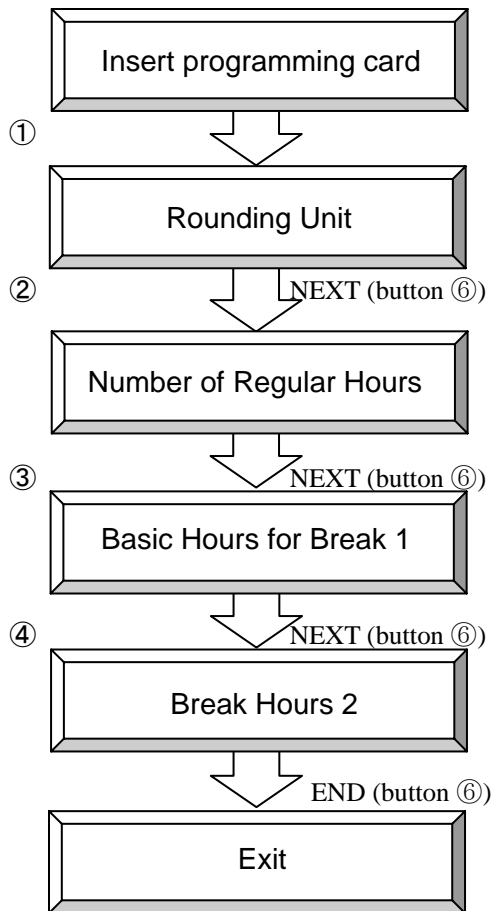 Insert programming card
①
Rounding Unit
② NEXT (button ⑥)
Number of Regular Hours
③ NEXT (button ⑥)
Basic Hours for Break 1
④ NEXT (button ⑥)
Break Hours 2
END (button ⑥)
Exit